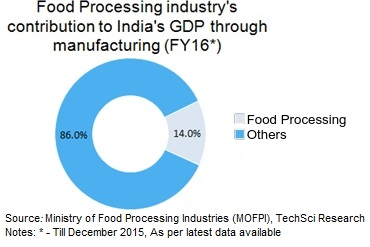 Food Processing industry's
contribution to India's GDP through
manufacturing (FY16*)
86.0%
14.0%
Food Processing
Others
Source: Ministry of Food Processing Industries (MOFPI), TechSci Research
Notes: * - Till December 2015, As per latest data available